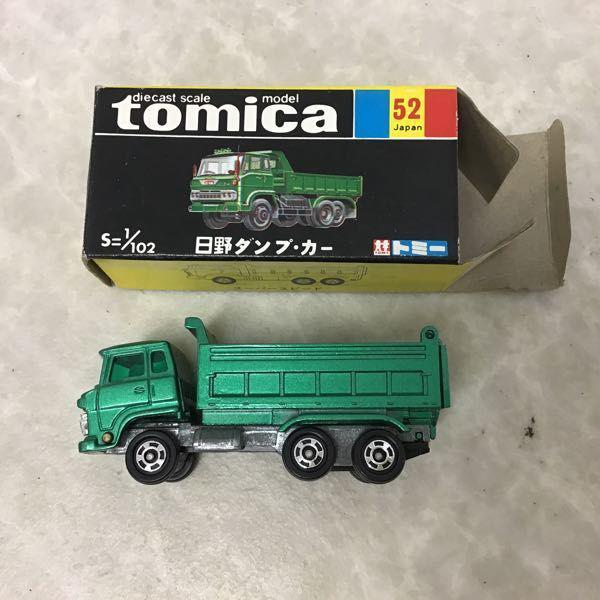 diecast scale model
tomica
52
Japan
S=1/102
日野ダンプ・カー
トミー